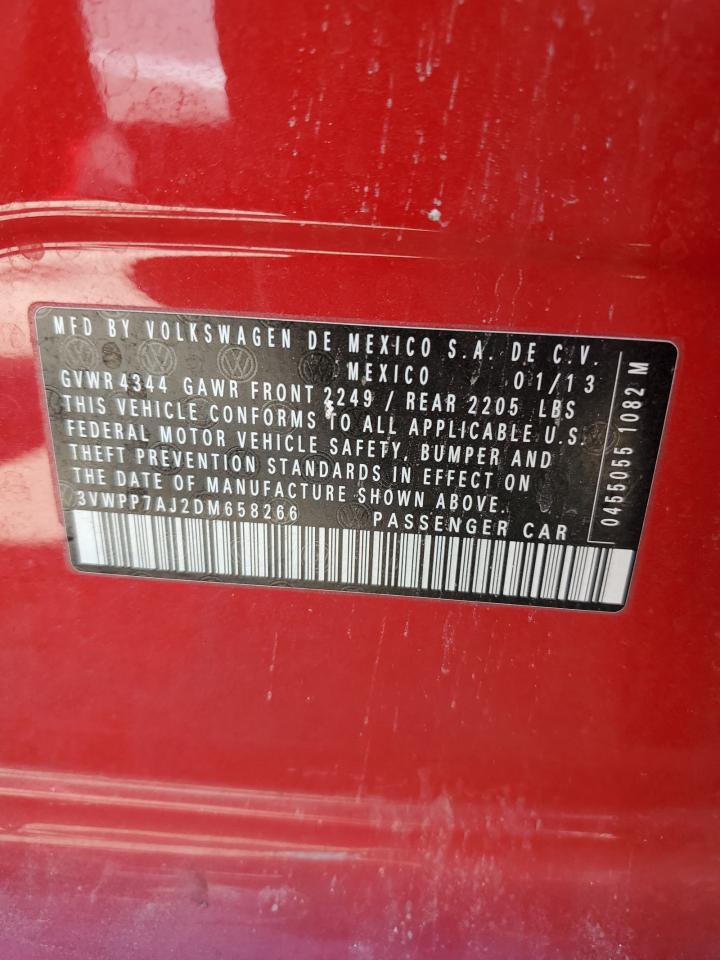 MFD BY VOLKSWAGEN DE MEXICO S.A. DE C.V.
MEXICO 01/13
GVWR 4344 GAWR FRONT 2249 / REAR 2205 LBS
THIS VEHICLE CONFORMS TO ALL APPLICABLE U.S.
FEDERAL MOTOR VEHICLE SAFETY, BUMPER AND
THEFT PREVENTION STANDARDS IN EFFECT ON
THE DATE OF MANUFACTURE SHOWN ABOVE.
3VWPP7AJ2DM658266 PASSENGER CAR
0455055 1082 M